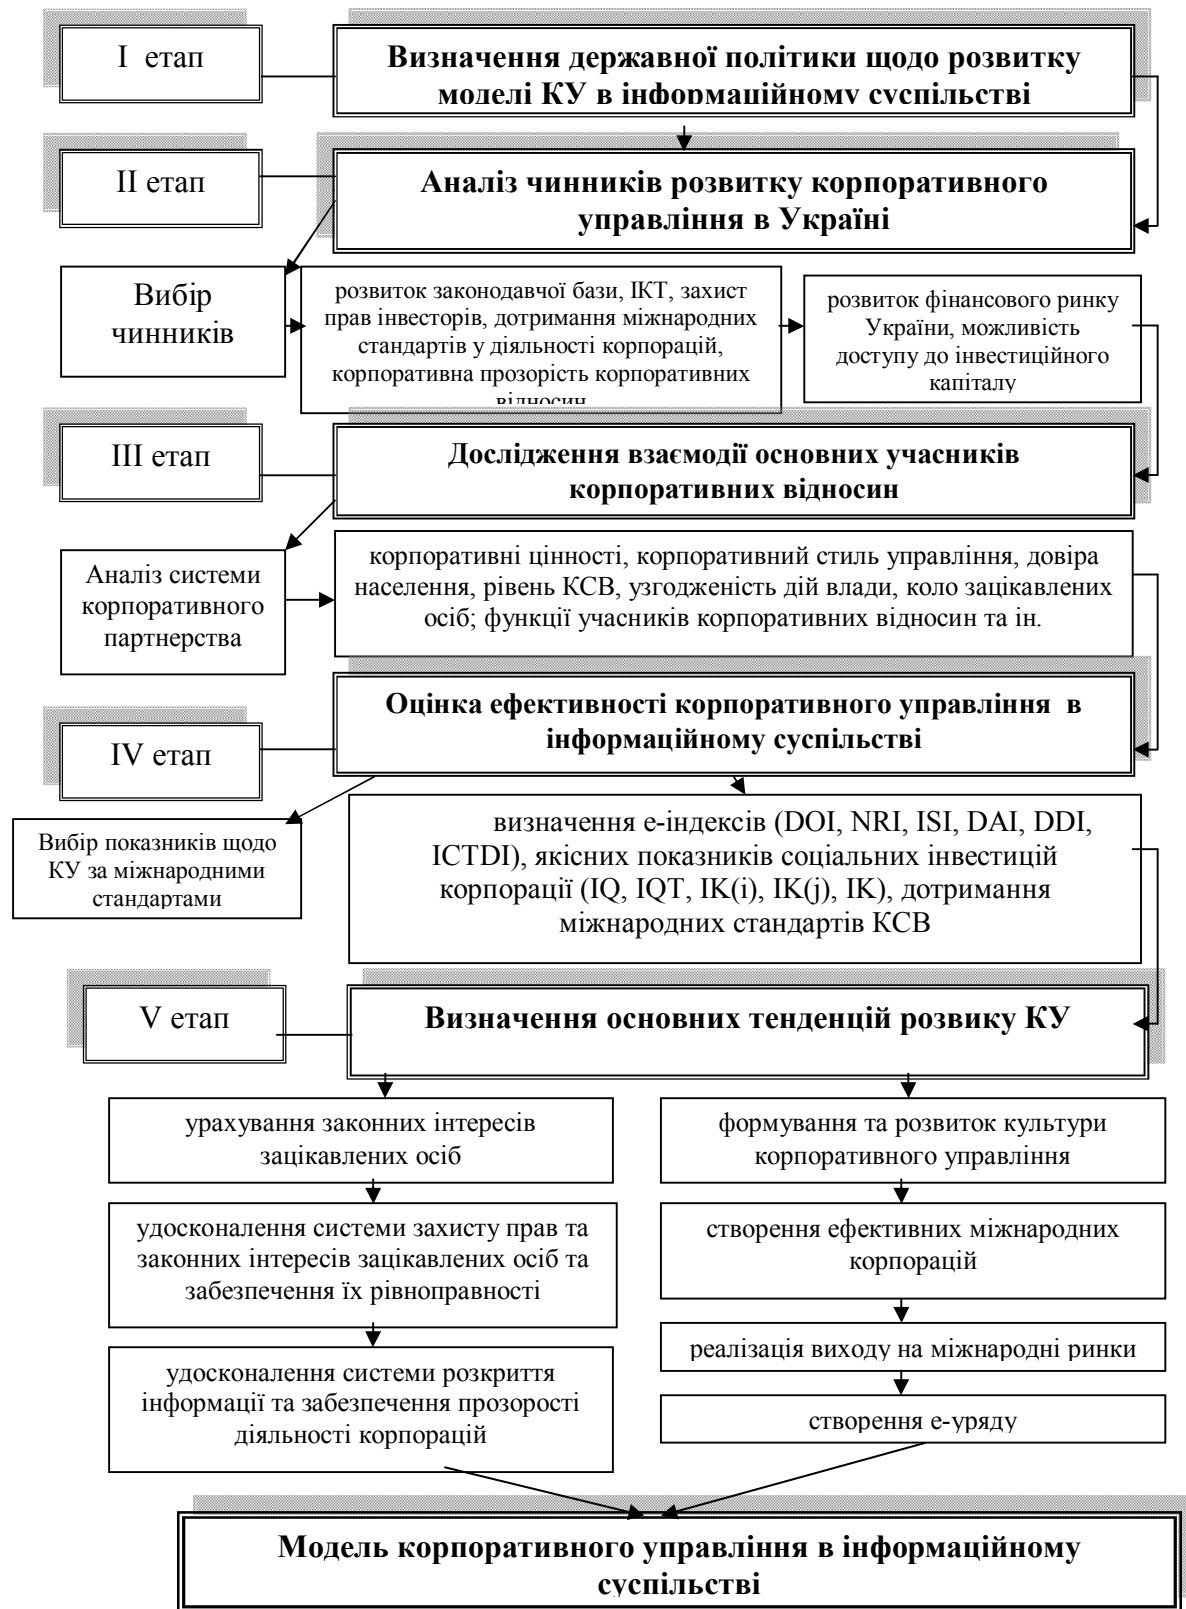 I етап
Визначення державної політики щодо розвитку
моделі КУ в інформаційному суспільстві
II етап
Аналіз чинників розвитку корпоративного
управління в Україні
Вибір
чинників
розвиток законодавчої бази, ІКТ, захист
прав інвесторів, дотримання міжнародних
стандартів у діяльності корпорацій,
корпоративна прозорість корпоративних
відносин
розвиток фінансового ринку
України, можливість
доступу до інвестиційного
капіталу
III етап
Дослідження взаємодії основних учасників
корпоративних відносин
Аналіз системи
корпоративного
партнерства
корпоративні цінності, корпоративний стиль управління, довіра
населення, рівень КСВ, узгодженість дій влади, коло зацікавлених
осіб; функції учасників корпоративних відносин та ін.
IV етап
Оцінка ефективності корпоративного управління в
інформаційному суспільстві
Вибір показників щодо
КУ за міжнародними
стандартами
визначення е-індексів (DOI, NRI, ISI, DAI, DDI,
ICTDI), якісних показників соціальних інвестицій
корпорації (IQ, IQT, IK(i), IK(j), IK), дотримання
міжнародних стандартів КСВ
V етап
Визначення основних тенденцій розвику КУ
урахування законних інтересів
зацікавлених осіб
удосконалення системи захисту прав та
законних інтересів зацікавлених осіб та
забезпечення їх рівноправності
удосконалення системи розкриття
інформації та забезпечення прозорості
діяльності корпорацій
формування та розвиток культури
корпоративного управління
створення ефективних міжнародних
корпорацій
реалізація виходу на міжнародні ринки
створення е-уряду
Модель корпоративного управління в інформаційному
суспільстві